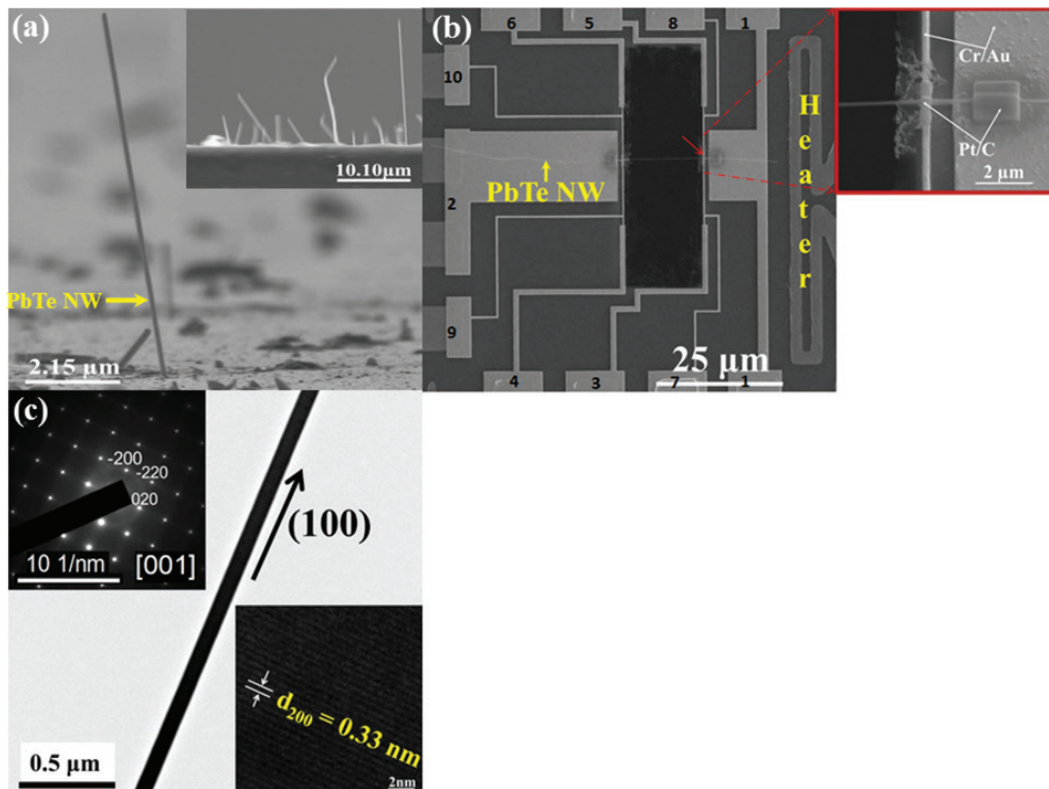 (a)
10.10μm
PbTe NW
2.15 μm
(b)
6
5
8
1
10
2
9
4
3
7
1
PbTe NW
H
e
a
t
e
r
25 μm
Cr/Au
Pt/C
2 μm
(c)
-200
-220
020
10 1/nm
[001]
(100)
d200 = 0.33 nm
2nm
0.5 μm